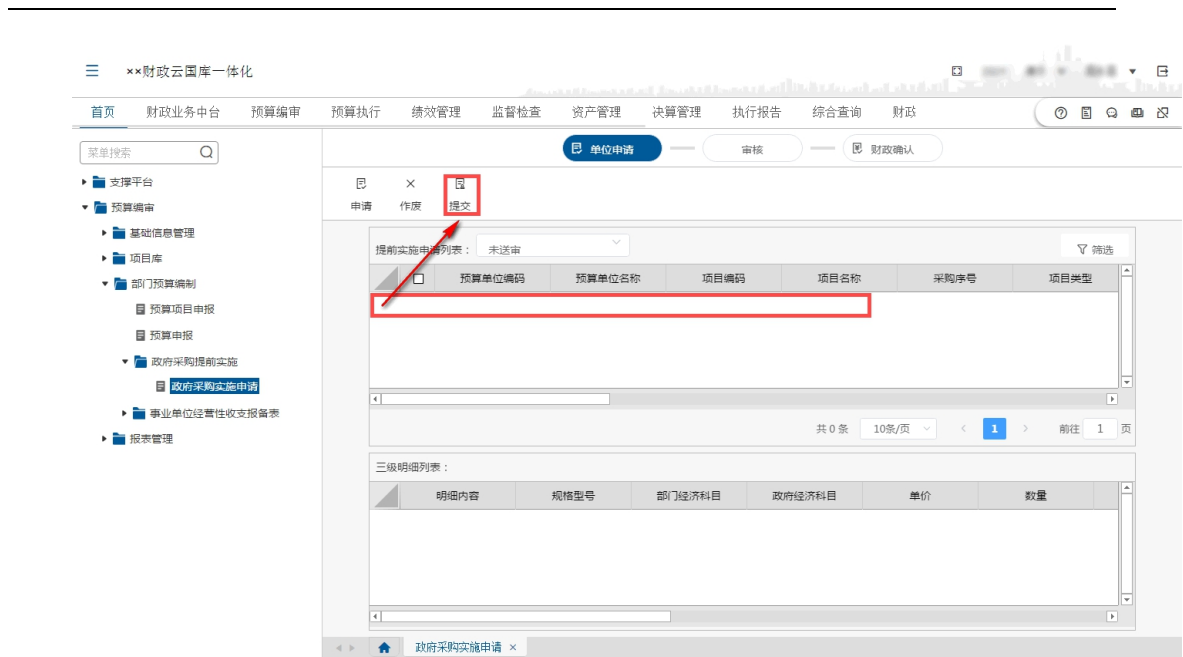 ××财政云国库一体化
首页 财政业务中台 预算编审 预算执行 绩效管理 监督检查 资产管理 决算管理 执行报告 综合查询 财政
菜单搜索
单位申请 审核 财政确认
支撑平台
预算编审
基础信息管理
项目库
部门预算编制
预算项目申报
预算申报
政府采购提前实施
政府采购实施申请
事业单位经营性收支报备表
报表管理
申请 作废 提交
提前实施申请列表： 未送审 筛选
预算单位编码 预算单位名称 项目编码 项目名称 采购序号 项目类型
共 0 条 10条/页 1 前往 1 页
三级明细列表：
明细内容 规格型号 部门经济科目 政府经济科目 单价 数量
政府采购实施申请 ×